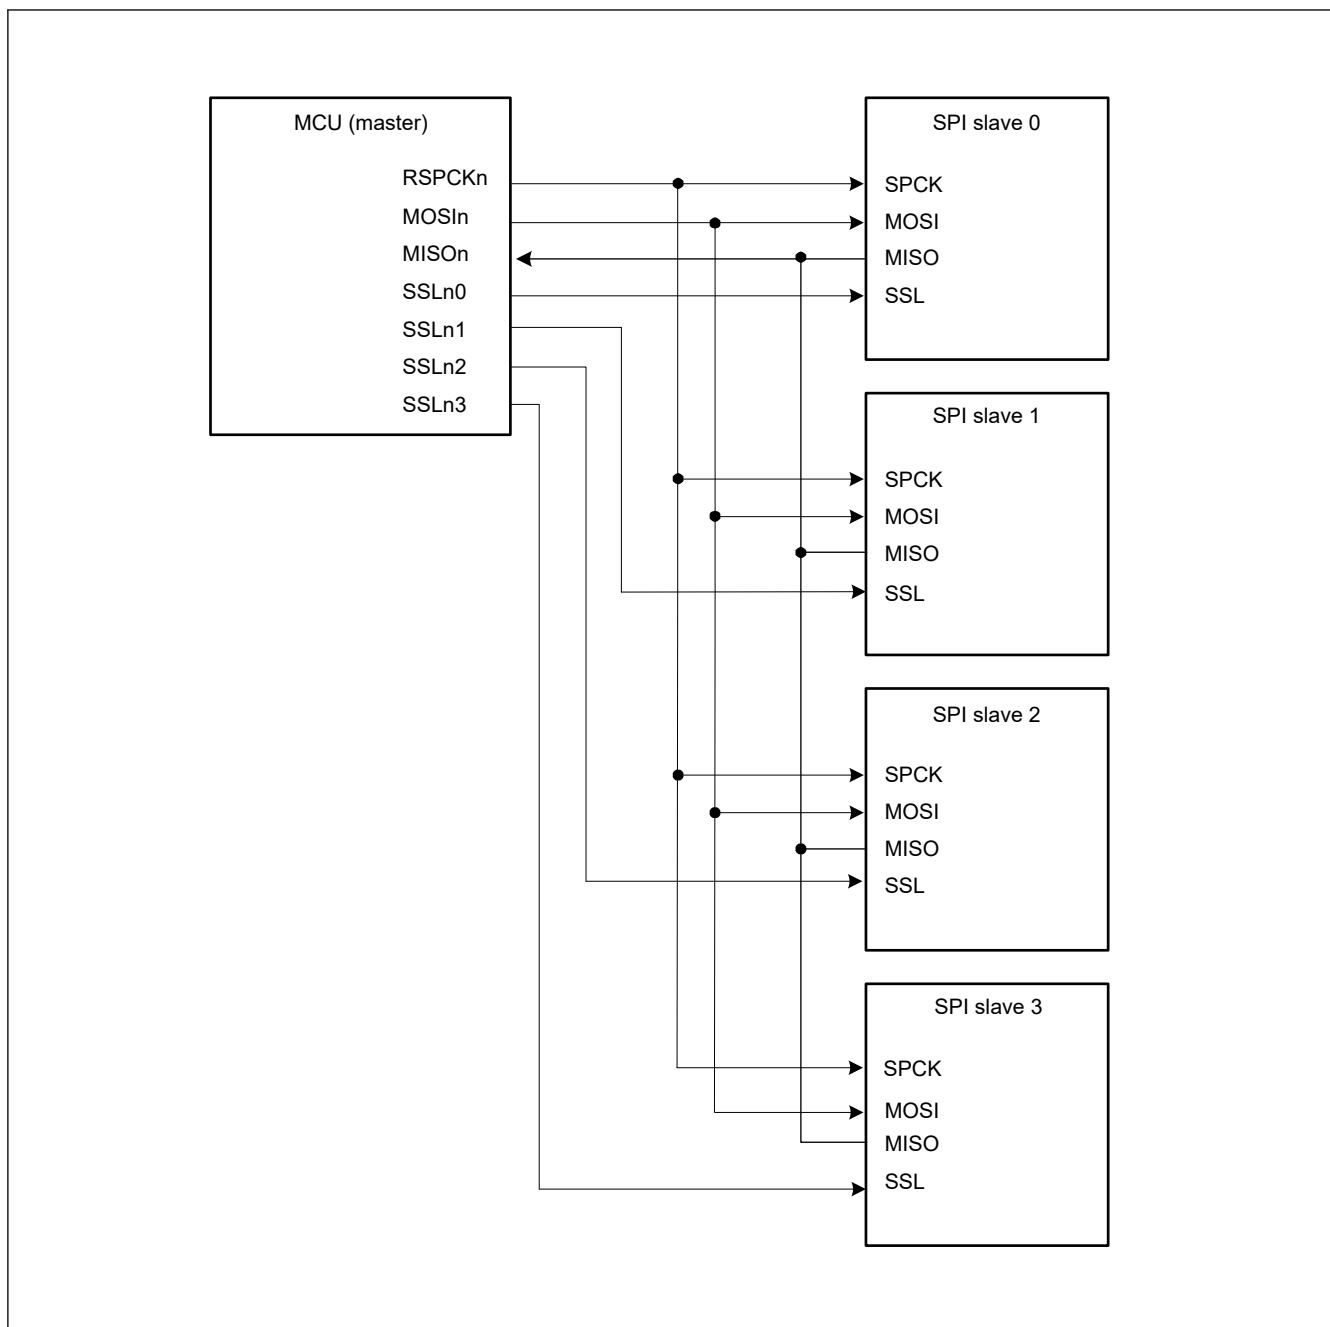 MCU (master)
RSPCKn
MOSIn
MISOn
SSLn0
SSLn1
SSLn2
SSLn3
SPI slave 0
SPCK
MOSI
MISO
SSL
SPI slave 1
SPCK
MOSI
MISO
SSL
SPI slave 2
SPCK
MOSI
MISO
SSL
SPI slave 3
SPCK
MOSI
MISO
SSL